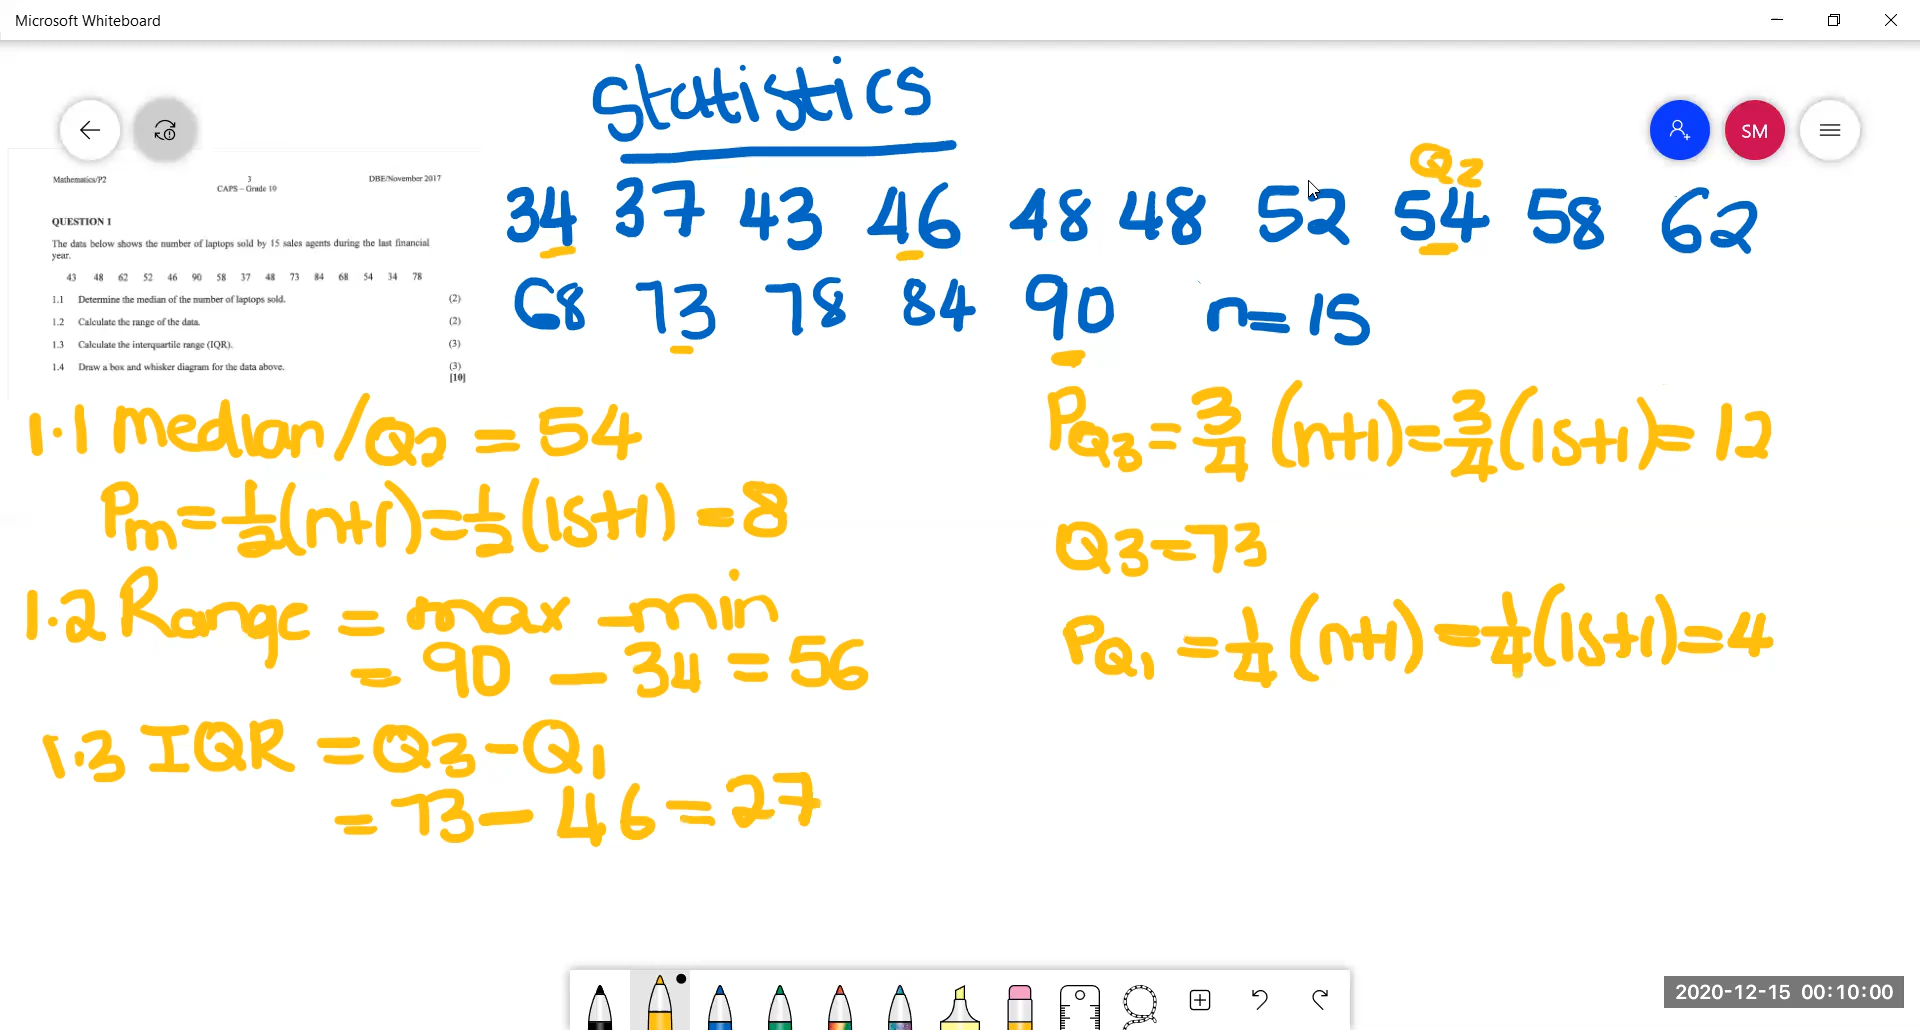 Microsoft Whiteboard
Statistics
SM
Mathematics/P2 3 DBE/November 2017
CAPS – Grade 10
QUESTION 1
The data below shows the number of laptops sold by 15 sales agents during the last financial
year.
43 48 62 52 46 90 58 37 48 73 84 68 54 34 78
1.1 Determine the median of the number of laptops sold. (2)
1.2 Calculate the range of the data. (2)
1.3 Calculate the interquartile range (IQR). (3)
1.4 Draw a box and whisker diagram for the data above. (3)
[10]
Q2
34 37 43 46 48 48 52 54 58 62
68 73 78 84 90 n=15
1.1 Median/Q2 = 54
Pm = 1/2 (n+1) = 1/2 (15+1) = 8
1.2 Range = max - min
= 90 - 34 = 56
1.3 IQR = Q3 - Q1
= 73 - 46 = 27
PQ3 = 3/4 (n+1) = 3/4 (15+1) = 12
Q3 = 73
PQ1 = 1/4 (n+1) = 1/4 (15+1) = 4
2020-12-15 00:10:00